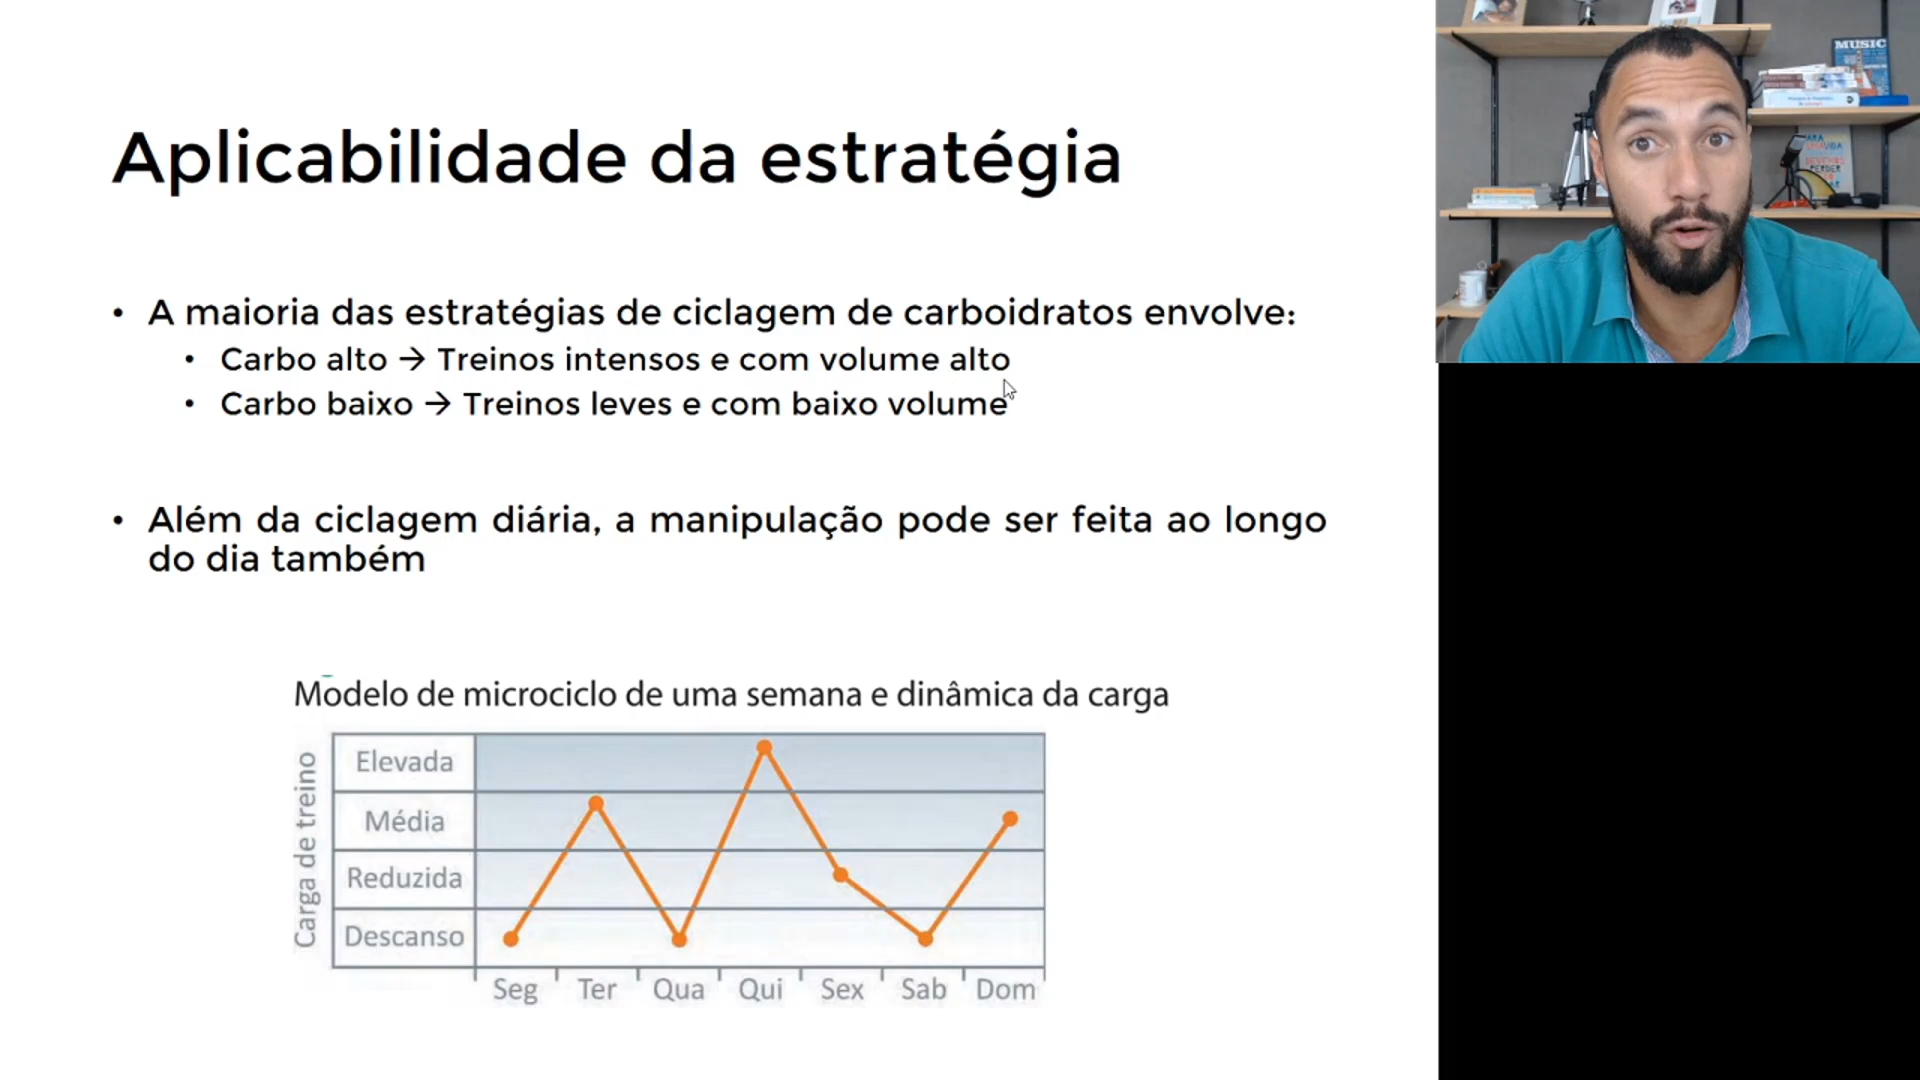 Aplicabilidade da estratégia
• A maioria das estratégias de ciclagem de carboidratos envolve:
• Carbo alto → Treinos intensos e com volume alto
• Carbo baixo → Treinos leves e com baixo volume
• Além da ciclagem diária, a manipulação pode ser feita ao longo
do dia também
Modelo de microciclo de uma semana e dinâmica da carga
Carga de treino
Elevada
Média
Reduzida
Descanso
Seg Ter Qua Qui Sex Sab Dom
MUSIC
PERDER